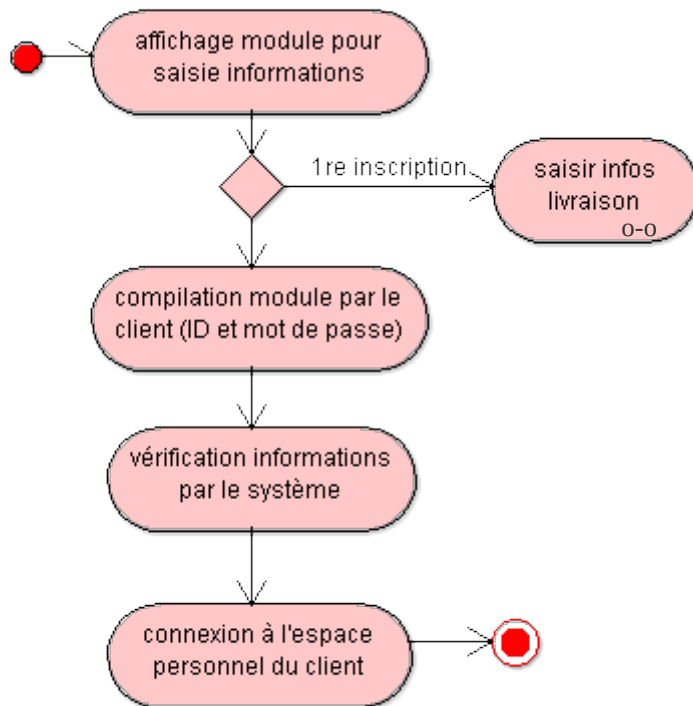 affichage module pour
saisie informations
1re inscription
saisir infos
livraison
o-o
compilation module par le
client (ID et mot de passe)
vérification informations
par le système
connexion à l'espace
personnel du client